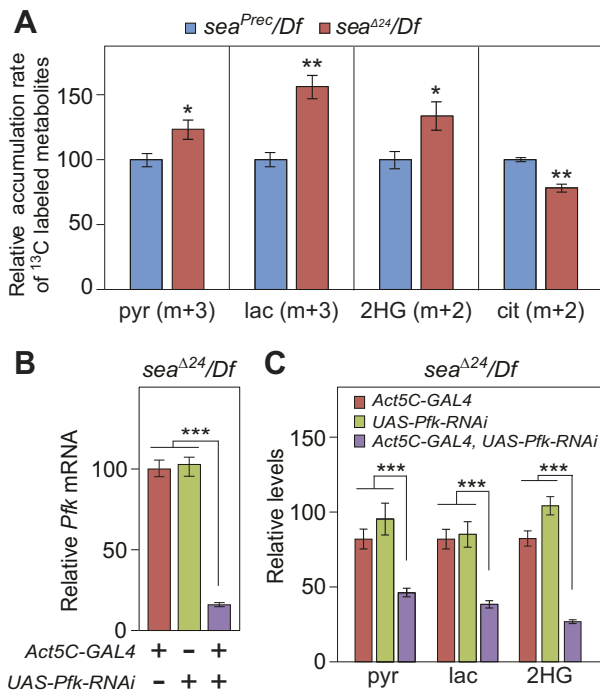 A
sea^Prec/Df sea^Δ24/Df
Relative accumulation rate
of ¹³C labeled metabolites
150
100
50
0
* ** * **
pyr (m+3) lac (m+3) 2HG (m+2) cit (m+2)
B
sea^Δ24/Df
Relative Pfk mRNA
100
50
0
***
Act5C-GAL4 + – +
UAS-Pfk-RNAi – + +
C
sea^Δ24/Df
Act5C-GAL4
UAS-Pfk-RNAi
Act5C-GAL4, UAS-Pfk-RNAi
Relative levels
150
100
50
0
*** *** ***
pyr lac 2HG